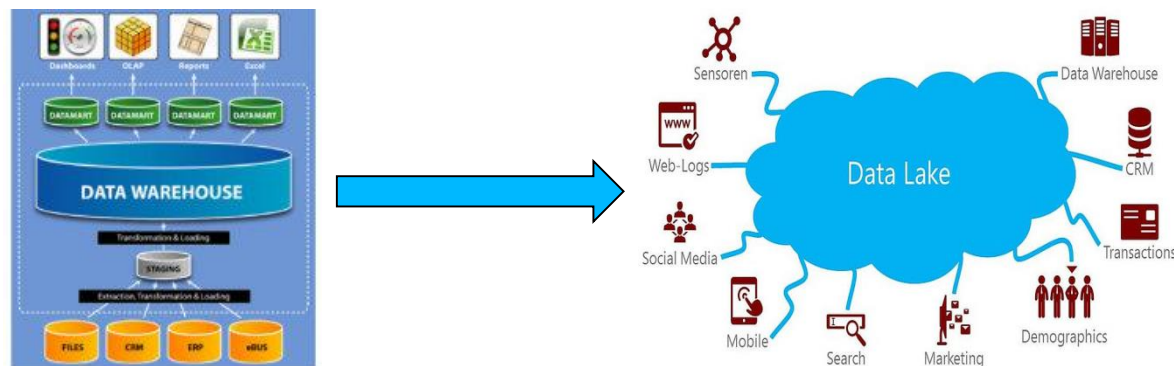 Dashboards OLAP Reports Excel
DATAMART DATAMART DATAMART DATAMART
DATA WAREHOUSE
Transformation & Loading
STAGING
Extraction, Transformation & Loading
FILES CRM ERP eBUS
Sensoren
Data Warehouse
WWW
Web-Logs
Data Lake
CRM
Social Media
Transactions
Mobile
Search
Marketing
Demographics